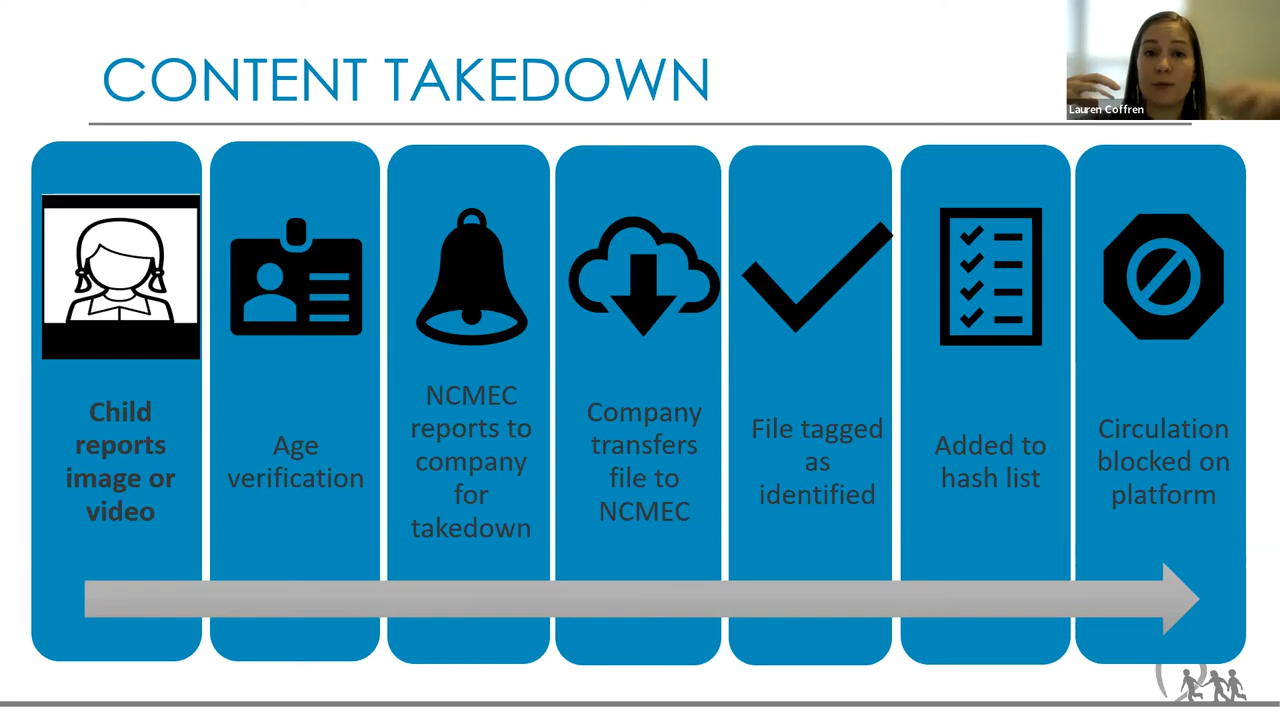 CONTENT TAKEDOWN
Lauren Coffren
Child
reports
image or
video
Age
verification
NCMEC
reports to
company
for
takedown
Company
transfers
file to
NCMEC
File tagged
as
identified
Added to
hash list
Circulation
blocked on
platform